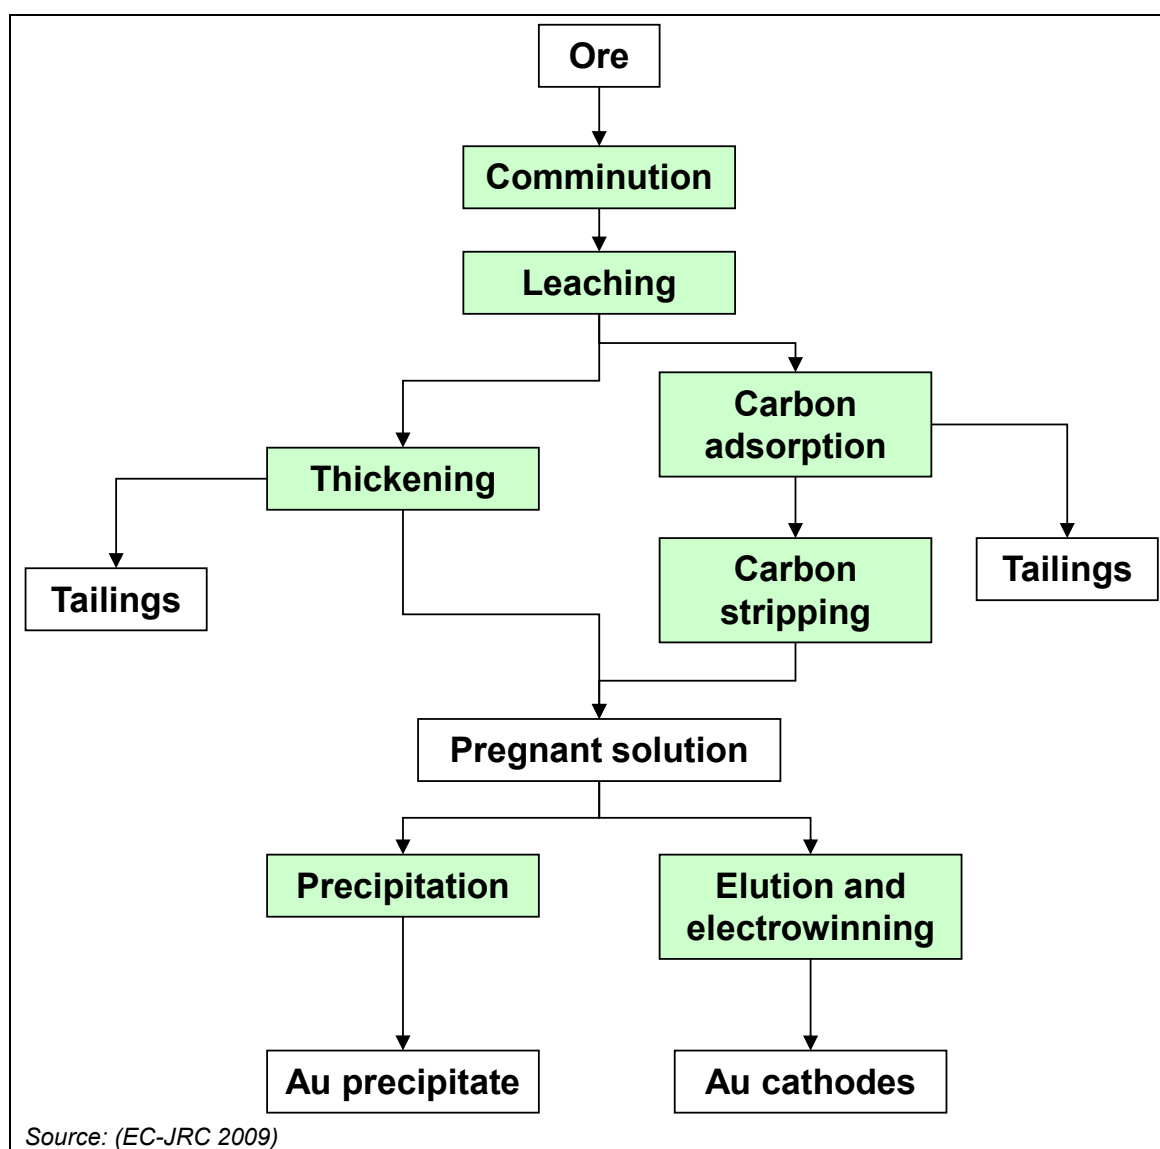 Ore
Comminution
Leaching
Carbon
adsorption
Thickening
Tailings
Carbon
stripping
Tailings
Pregnant solution
Precipitation
Elution and
electrowinning
Au precipitate
Au cathodes
Source: (EC-JRC 2009)